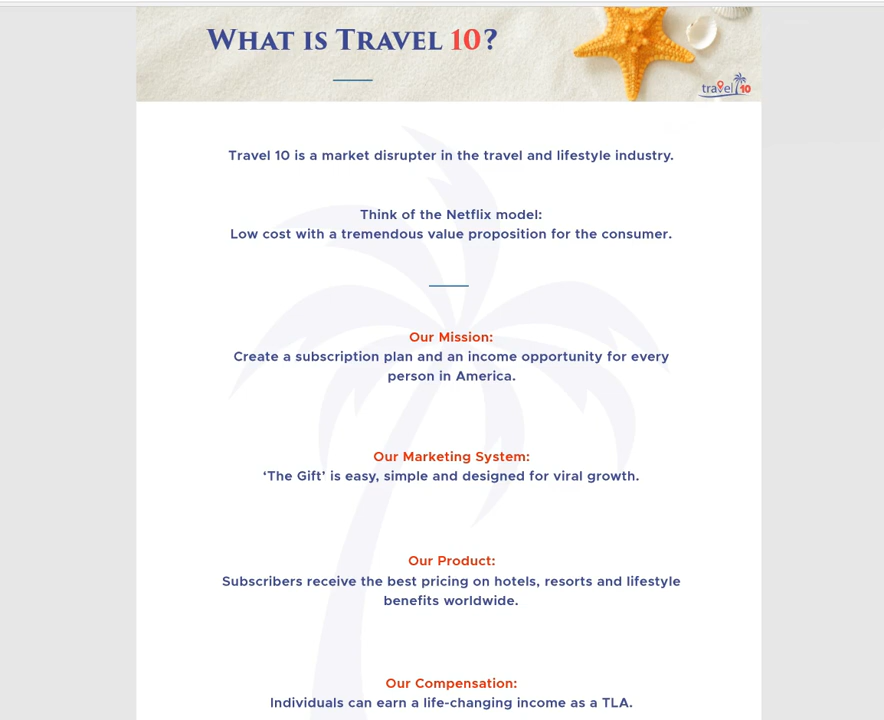 WHAT IS TRAVEL 10?
travel 10
Travel 10 is a market disrupter in the travel and lifestyle industry.
Think of the Netflix model:
Low cost with a tremendous value proposition for the consumer.
Our Mission:
Create a subscription plan and an income opportunity for every
person in America.
Our Marketing System:
‘The Gift’ is easy, simple and designed for viral growth.
Our Product:
Subscribers receive the best pricing on hotels, resorts and lifestyle
benefits worldwide.
Our Compensation:
Individuals can earn a life-changing income as a TLA.